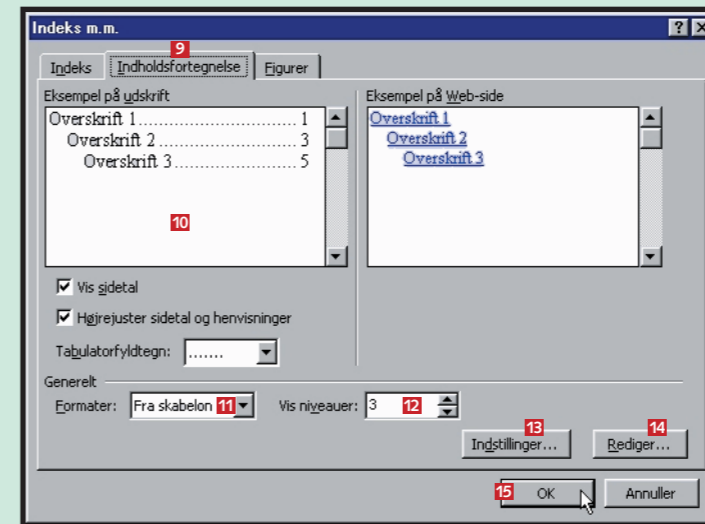 Indeks m.m.
9
Indeks Indholdsfortegnelse Figurer
Eksempel på udskrift Eksempel på Web-side
Overskrift 1............................ 1
Overskrift 2........................ 3
Overskrift 3...................... 5
Overskrift 1
Overskrift 2
Overskrift 3
10
Vis sidetal
Højrejuster sidetal og henvisninger
Tabulatorfyldtegn: .......
Generelt
Formater: Fra skabelon 11 Vis niveauer: 3 12
13 14
Indstillinger... Rediger...
15 OK Annuller